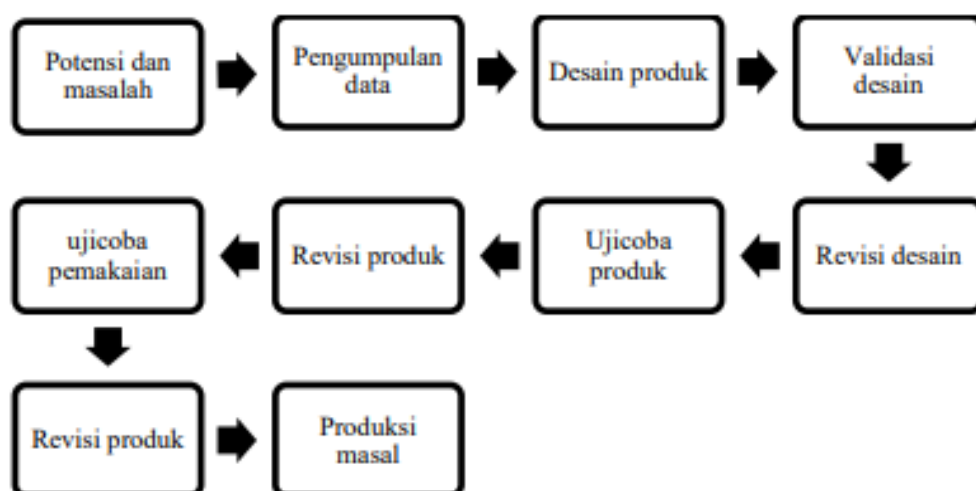 Potensi dan
masalah
Pengumpulan
data
Desain produk
Validasi
desain
Revisi desain
Ujicoba
produk
Revisi produk
ujicoba
pemakaian
Revisi produk
Produksi
masal